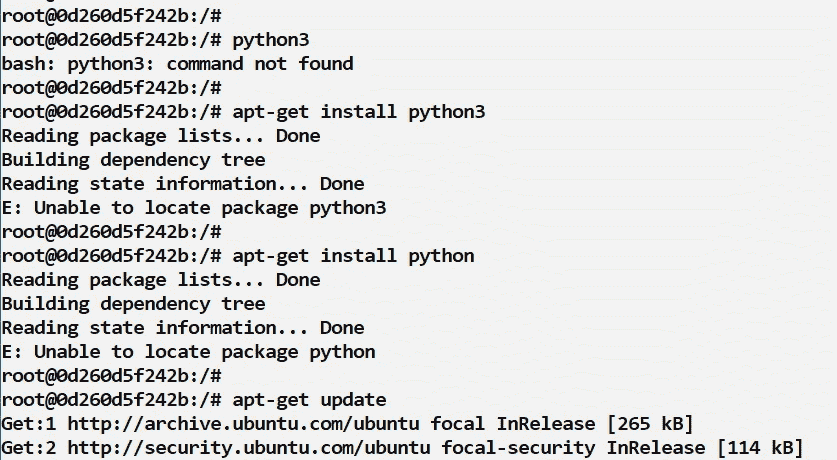 root@0d260d5f242b:/#
root@0d260d5f242b:/# python3
bash: python3: command not found
root@0d260d5f242b:/#
root@0d260d5f242b:/# apt-get install python3
Reading package lists... Done
Building dependency tree
Reading state information... Done
E: Unable to locate package python3
root@0d260d5f242b:/#
root@0d260d5f242b:/# apt-get install python
Reading package lists... Done
Building dependency tree
Reading state information... Done
E: Unable to locate package python
root@0d260d5f242b:/#
root@0d260d5f242b:/# apt-get update
Get:1 http://archive.ubuntu.com/ubuntu focal InRelease [265 kB]
Get:2 http://security.ubuntu.com/ubuntu focal-security InRelease [114 kB]